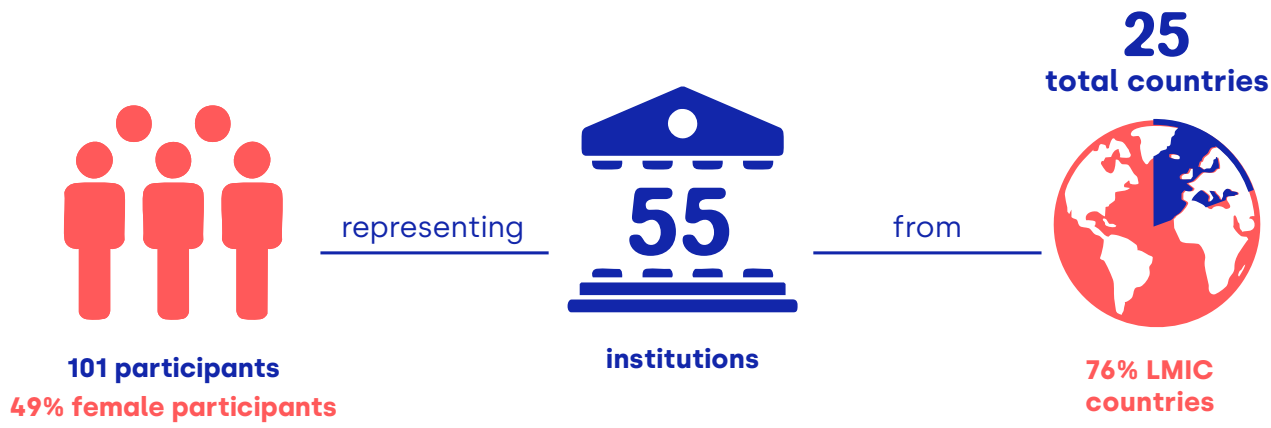 101 participants
49% female participants
representing
55
institutions
from
25
total countries
76% LMIC
countries